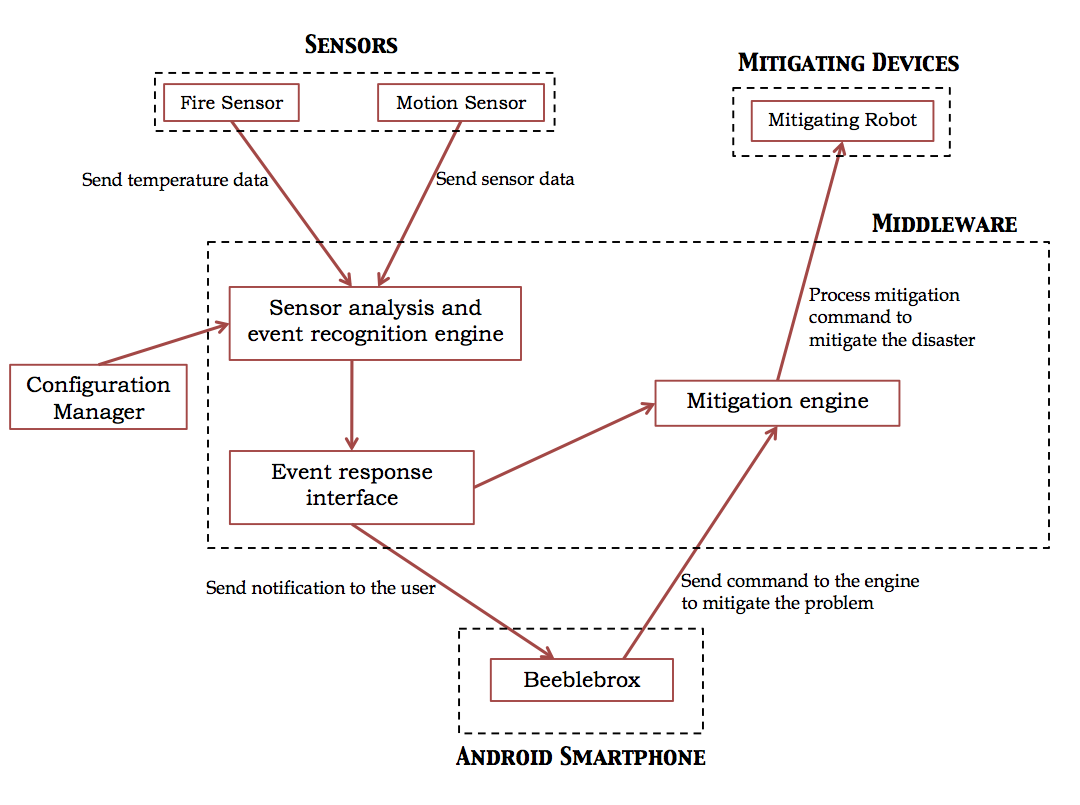 SENSORS
MITIGATING DEVICES
Fire Sensor
Motion Sensor
Mitigating Robot
Send temperature data
Send sensor data
MIDDLEWARE
Sensor analysis and
event recognition engine
Process mitigation
command to
mitigate the disaster
Configuration
Manager
Mitigation engine
Event response
interface
Send notification to the user
Send command to the engine
to mitigate the problem
Beeblebrox
ANDROID SMARTPHONE